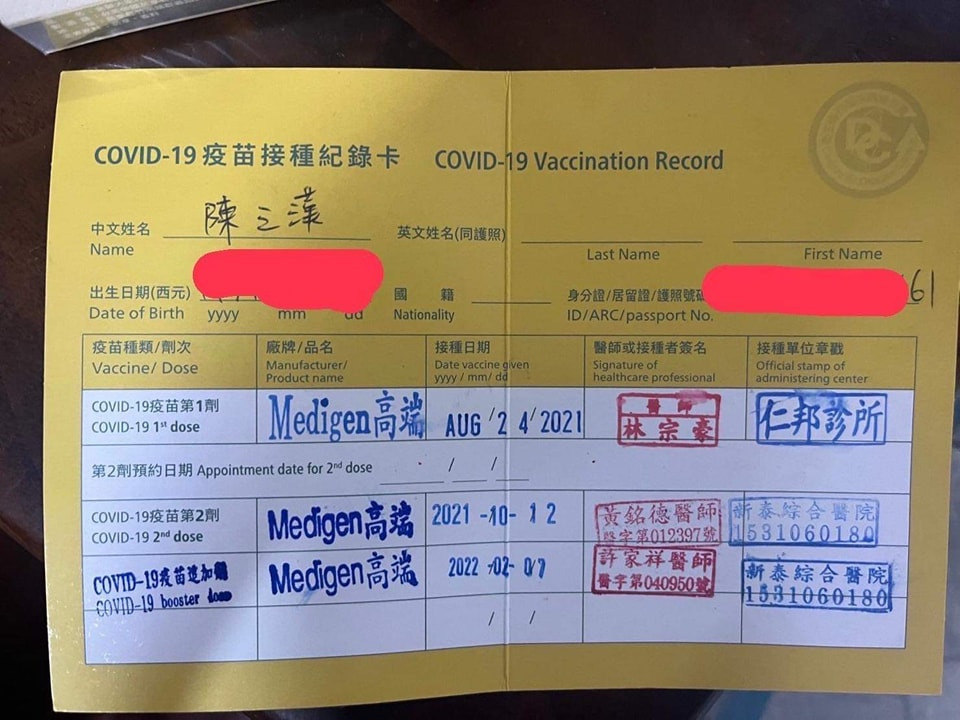 COVID-19 疫苗接種紀錄卡 COVID-19 Vaccination Record
中文姓名 陳之漢 英文姓名(同護照)
Name Last Name First Name
出生日期(西元) 國 籍 身分證/居留證/護照號碼 61
Date of Birth yyyy mm dd Nationality ID/ARC/passport No.
疫苗種類/劑次 廠牌/品名 接種日期 醫師或接種者簽名 接種單位章戳
Vaccine/ Dose Manufacturer/ Product name Date vaccine given yyyy / mm/ dd Signature of healthcare professional Official stamp of administering center
COVID-19疫苗第1劑 Medigen高端 AUG / 2 4 / 2021 醫師 林宗豪 仁邦診所
COVID-19 1st dose
第2劑預約日期 Appointment date for 2nd dose / /
COVID-19疫苗第2劑 Medigen高端 2021 -10- 12 黃銘德醫師 醫字第012397號 新泰綜合醫院 1531060180
COVID-19 2nd dose
COVID-19疫苗追加劑 Medigen高端 2022 -02- 07 許家祥醫師 醫字第040950號 新泰綜合醫院 1531060180
COVID-19 booster dose
/ /